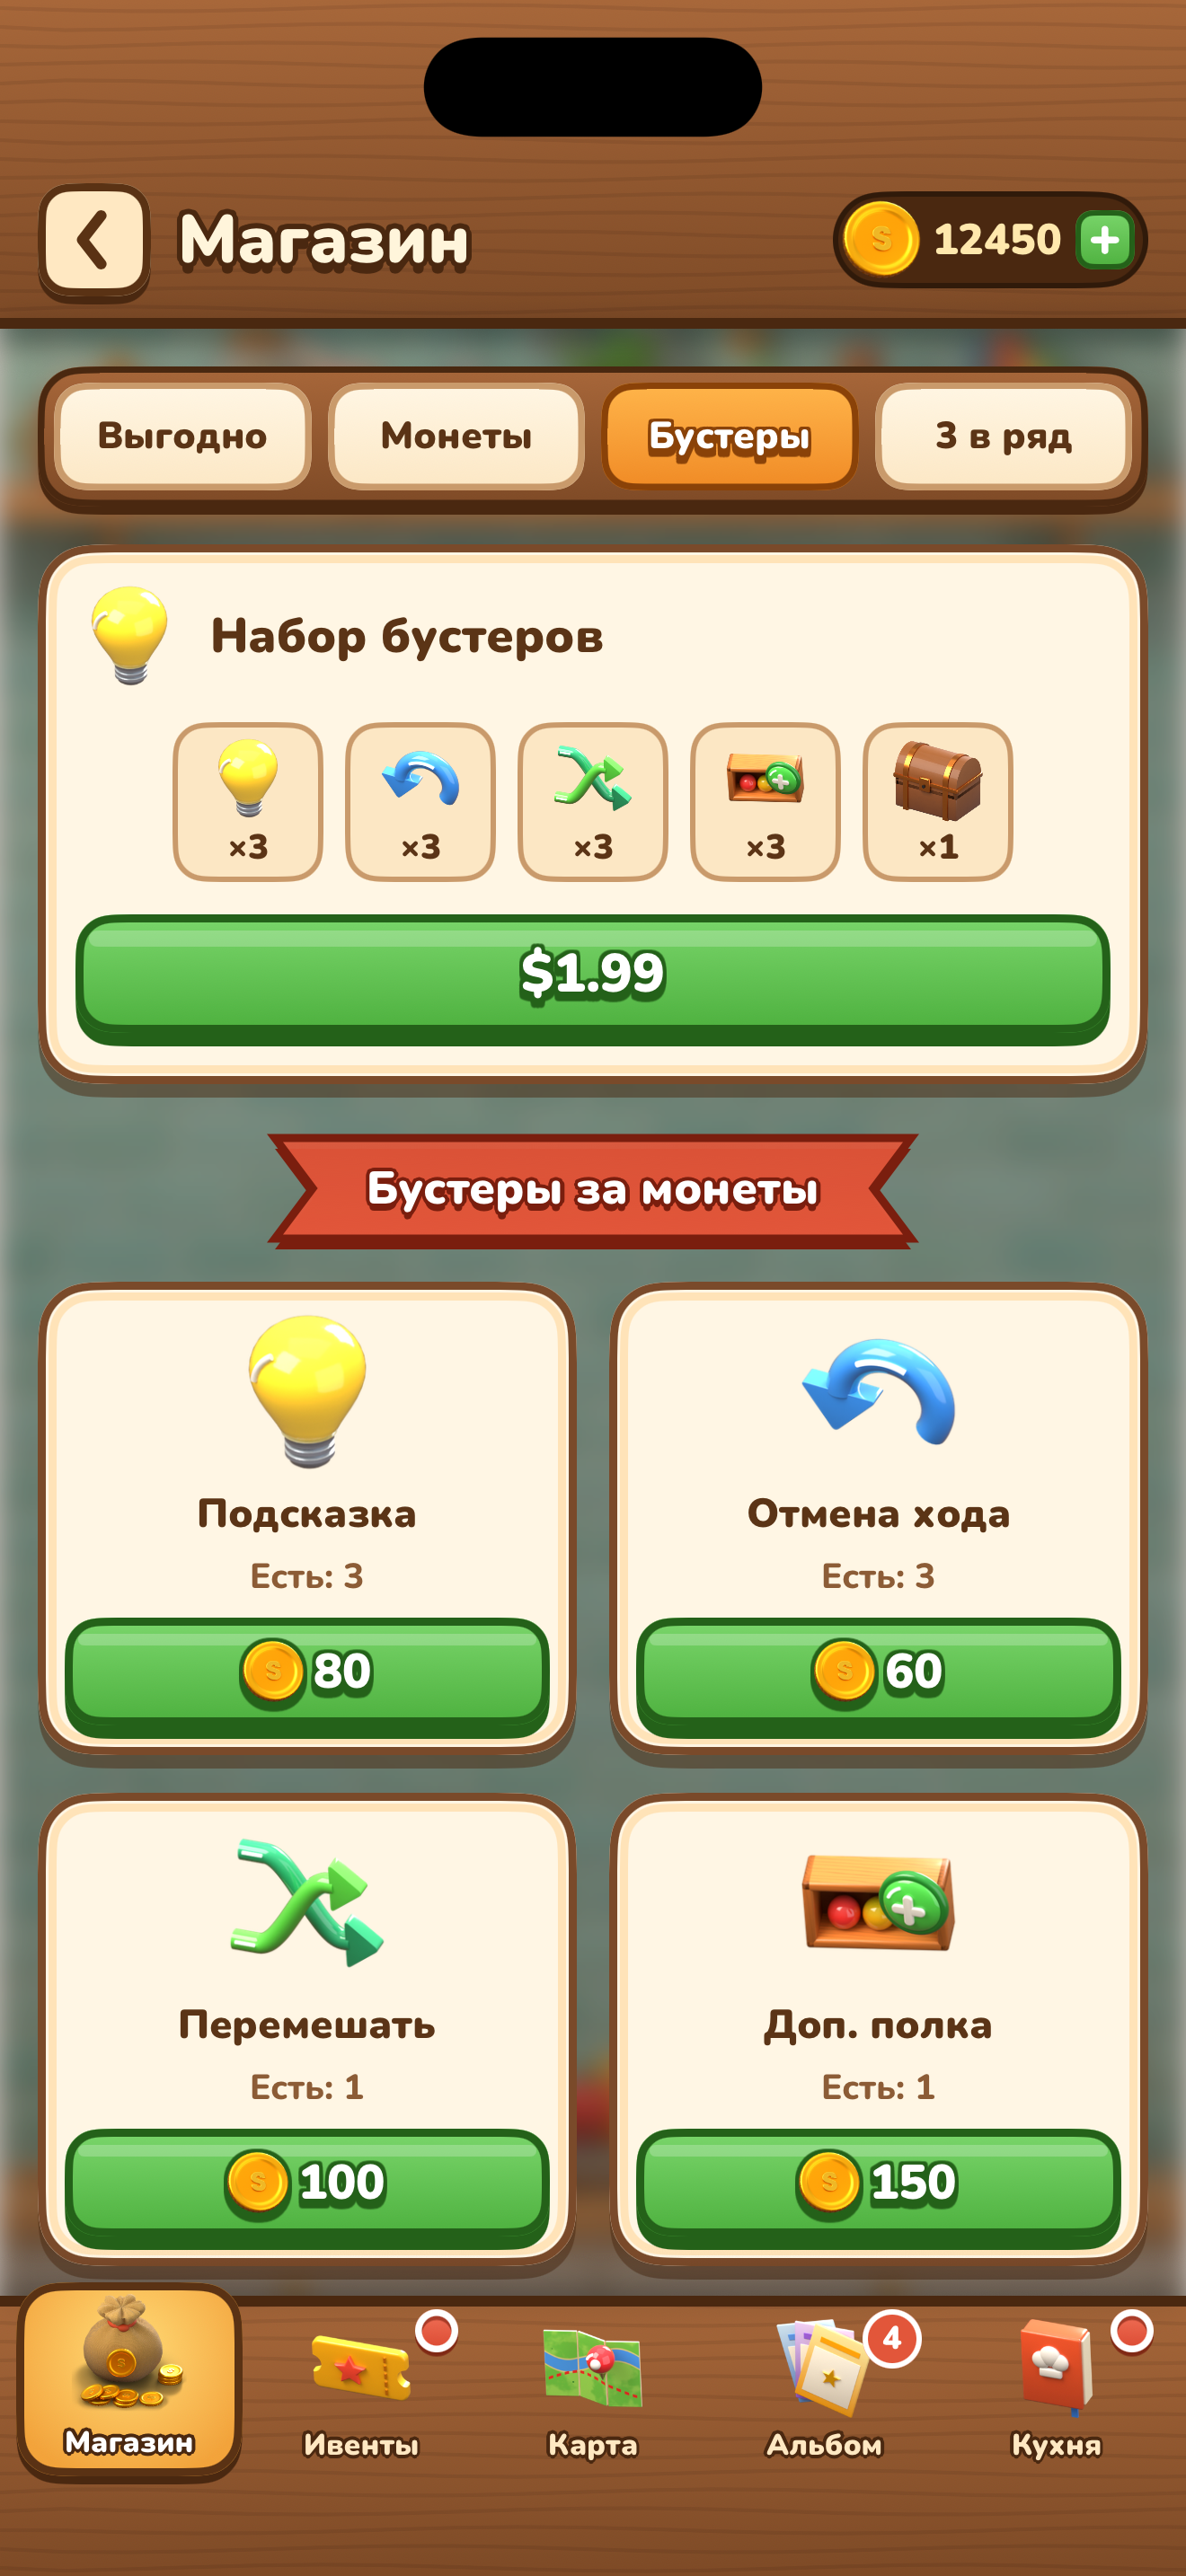 Магазин
12450
Выгодно
Монеты
Бустеры
3 в ряд
Набор бустеров
×3
×3
×3
×3
×1
$1.99
Бустеры за монеты
Подсказка
Отмена хода
Есть: 3
Есть: 3
80
60
Перемешать
Доп. полка
Есть: 1
Есть: 1
100
150
4
Магазин
Ивенты
Карта
Альбом
Кухня